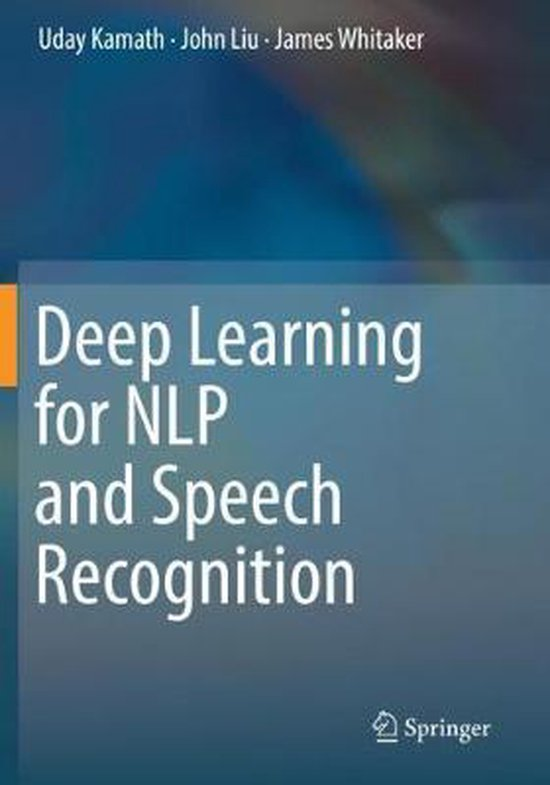 Uday Kamath · John Liu · James Whitaker
Deep Learning
for NLP
and Speech
Recognition
Springer